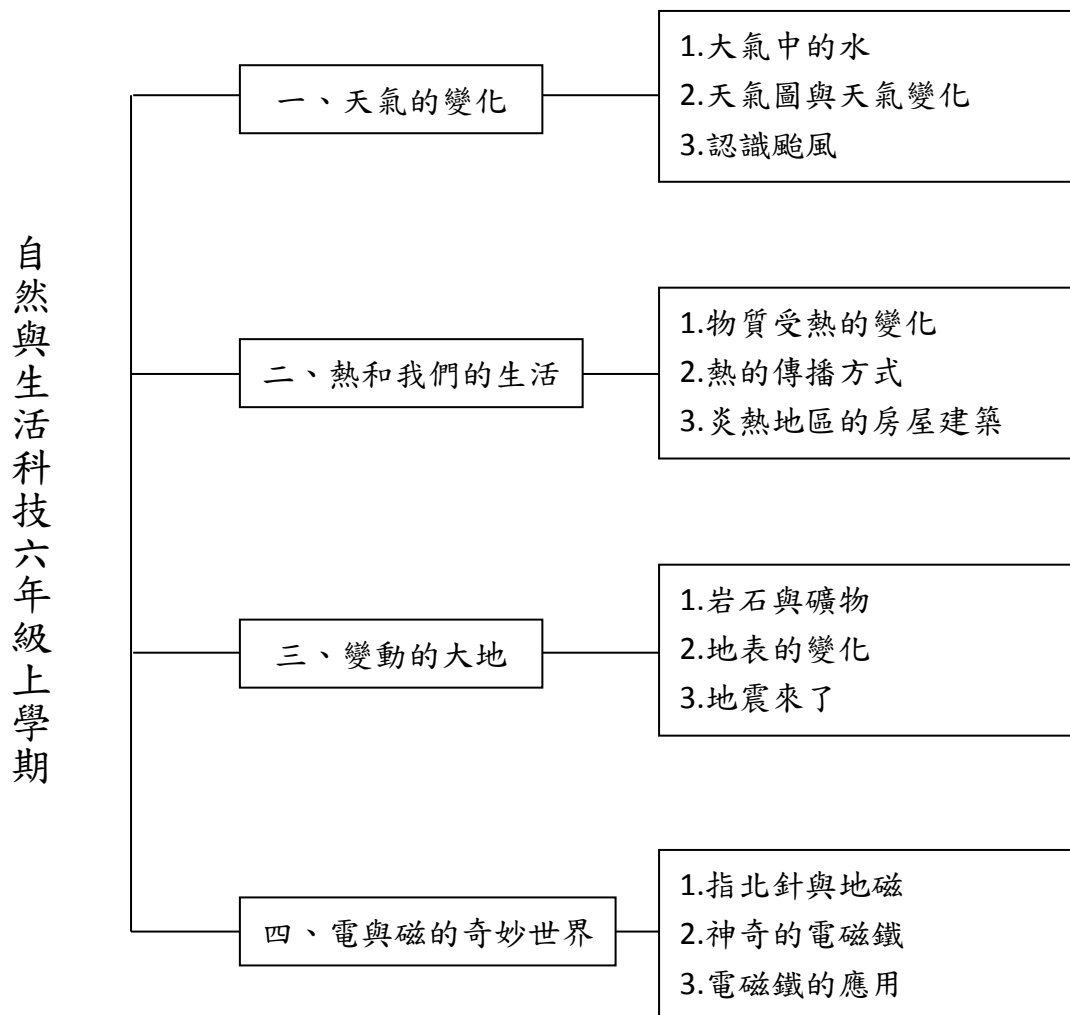 自然與生活科技六年級上學期
一、天氣的變化
1.大氣中的水
2.天氣圖與天氣變化
3.認識颱風
二、熱和我們的生活
1.物質受熱的變化
2.熱的傳播方式
3.炎熱地區的房屋建築
三、變動的大地
1.岩石與礦物
2.地表的變化
3.地震來了
四、電與磁的奇妙世界
1.指北針與地磁
2.神奇的電磁鐵
3.電磁鐵的應用